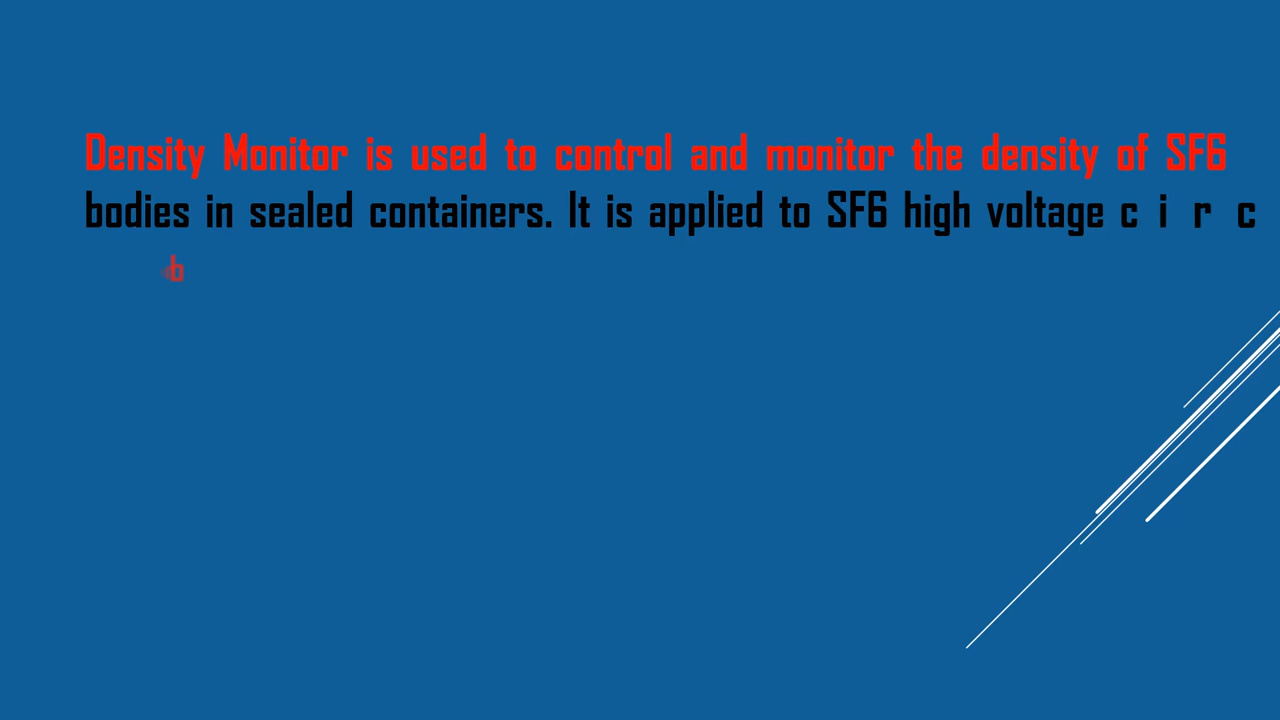 Density Monitor is used to control and monitor the density of SF6
bodies in sealed containers. It is applied to SF6 high voltage c i r c
b